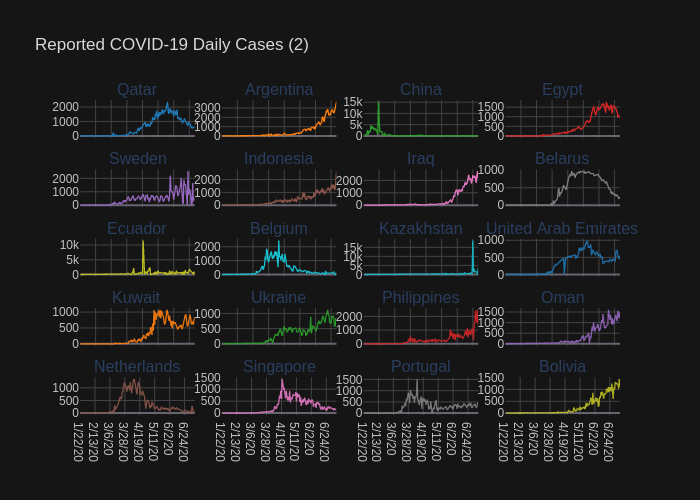 Reported COVID-19 Daily Cases (2)
Qatar Argentina China Egypt
2000 1000 0
3000 2000 1000 0
15k 10k 5k 0
1500 1000 500 0
Sweden Indonesia Iraq Belarus
2000 1000 0
2000 1000 0
2000 1000 0
1000 500 0
Ecuador Belgium Kazakhstan United Arab Emirates
10k 5k 0
2000 1000 0
15k 10k 5k 0
1000 500 0
Kuwait Ukraine Philippines Oman
1000 500 0
1000 500 0
2000 1000 0
1500 1000 500 0
Netherlands Singapore Portugal Bolivia
1000 500 0
1500 1000 500 0
1500 1000 500 0
1500 1000 500 0
1/22/20 2/13/20 3/6/20 3/28/20 4/19/20 5/11/20 6/2/20 6/24/20
1/22/20 2/13/20 3/6/20 3/28/20 4/19/20 5/11/20 6/2/20 6/24/20
1/22/20 2/13/20 3/6/20 3/28/20 4/19/20 5/11/20 6/2/20 6/24/20
1/22/20 2/13/20 3/6/20 3/28/20 4/19/20 5/11/20 6/2/20 6/24/20